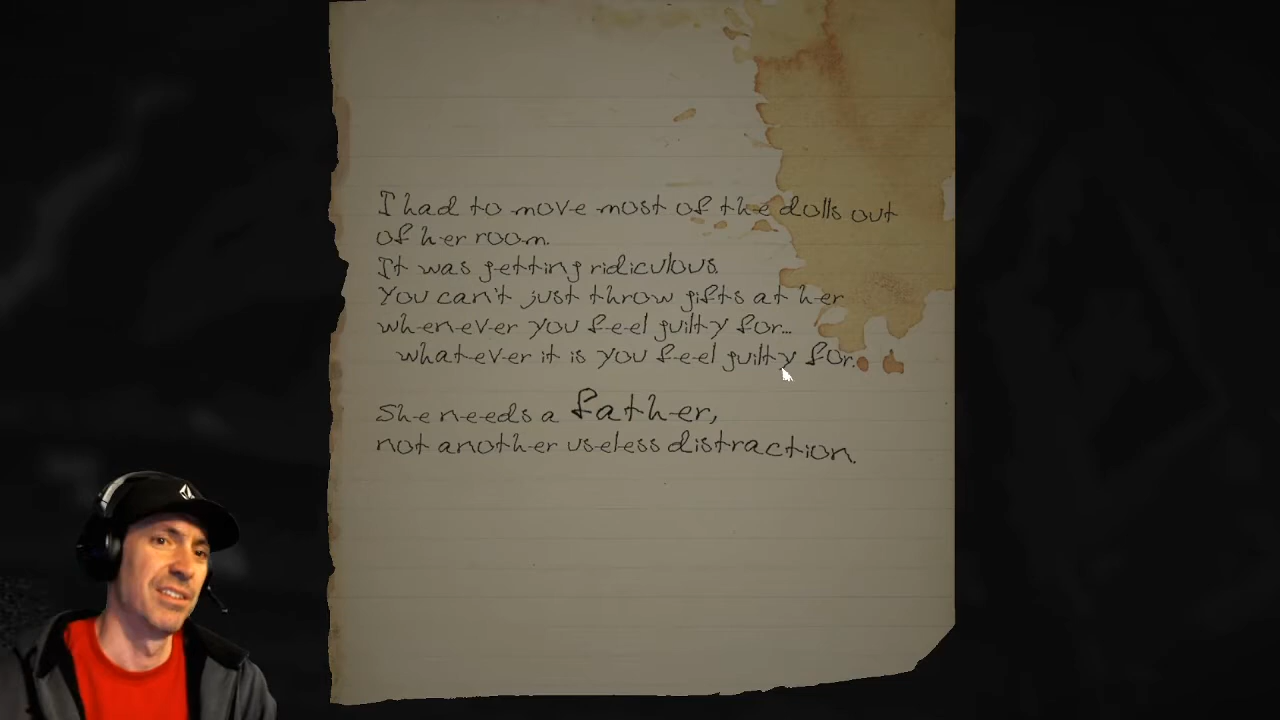 I had to move most of the dolls out
of her room.
It was getting ridiculous.
You can't just throw gifts at her
whenever you feel guilty for...
whatever it is you feel guilty for.
She needs a father,
not another useless distraction.